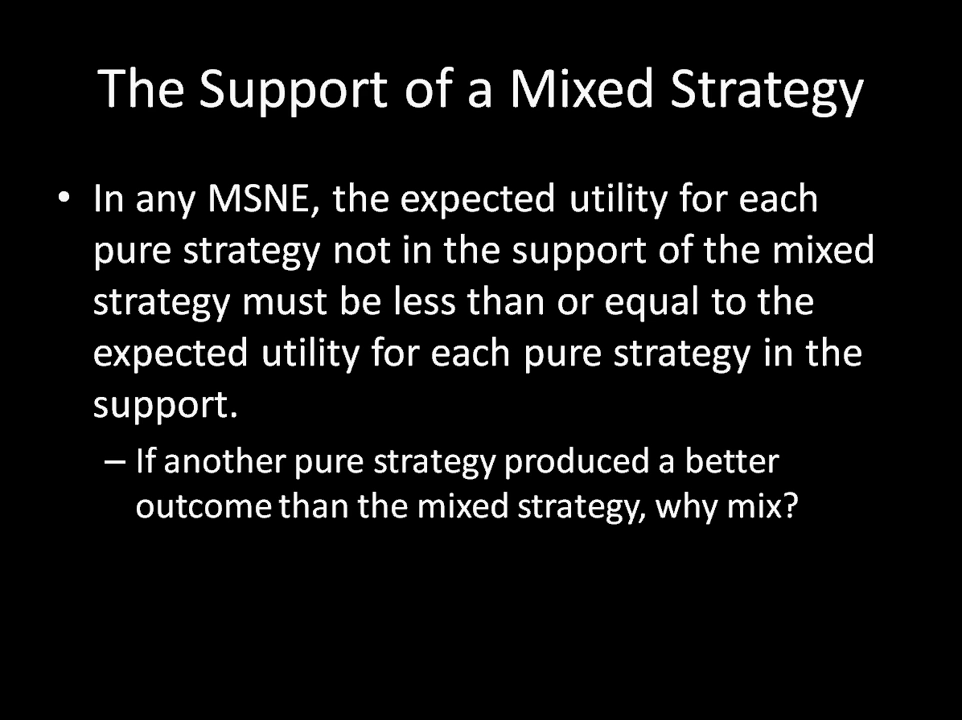 The Support of a Mixed Strategy
• In any MSNE, the expected utility for each
pure strategy not in the support of the mixed
strategy must be less than or equal to the
expected utility for each pure strategy in the
support.
– If another pure strategy produced a better
outcome than the mixed strategy, why mix?